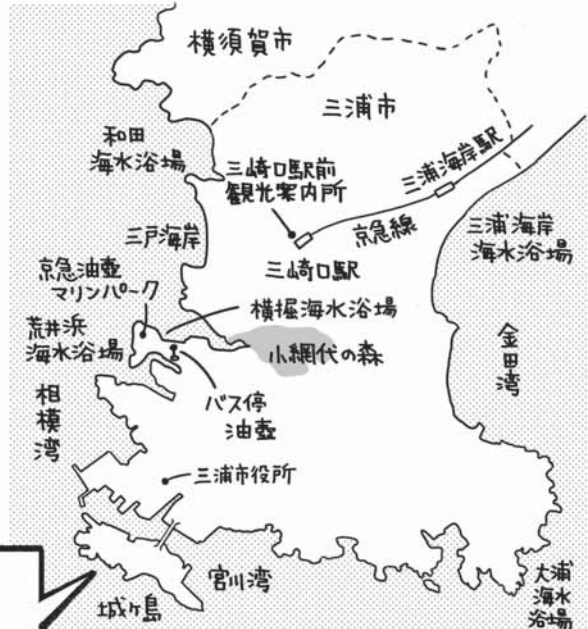 横須賀市
三浦市
和田
海水浴場
三崎口駅前
観光案内所
三浦海岸駅
京急線
三浦海岸
海水浴場
三戸海岸
三崎口駅
京急油壺
マリンパーク
横掘海水浴場
荒井浜
海水浴場
小網代の森
金田湾
相模湾
バス停
油壺
三浦市役所
宮川湾
城ヶ島
大浦
海水
浴場